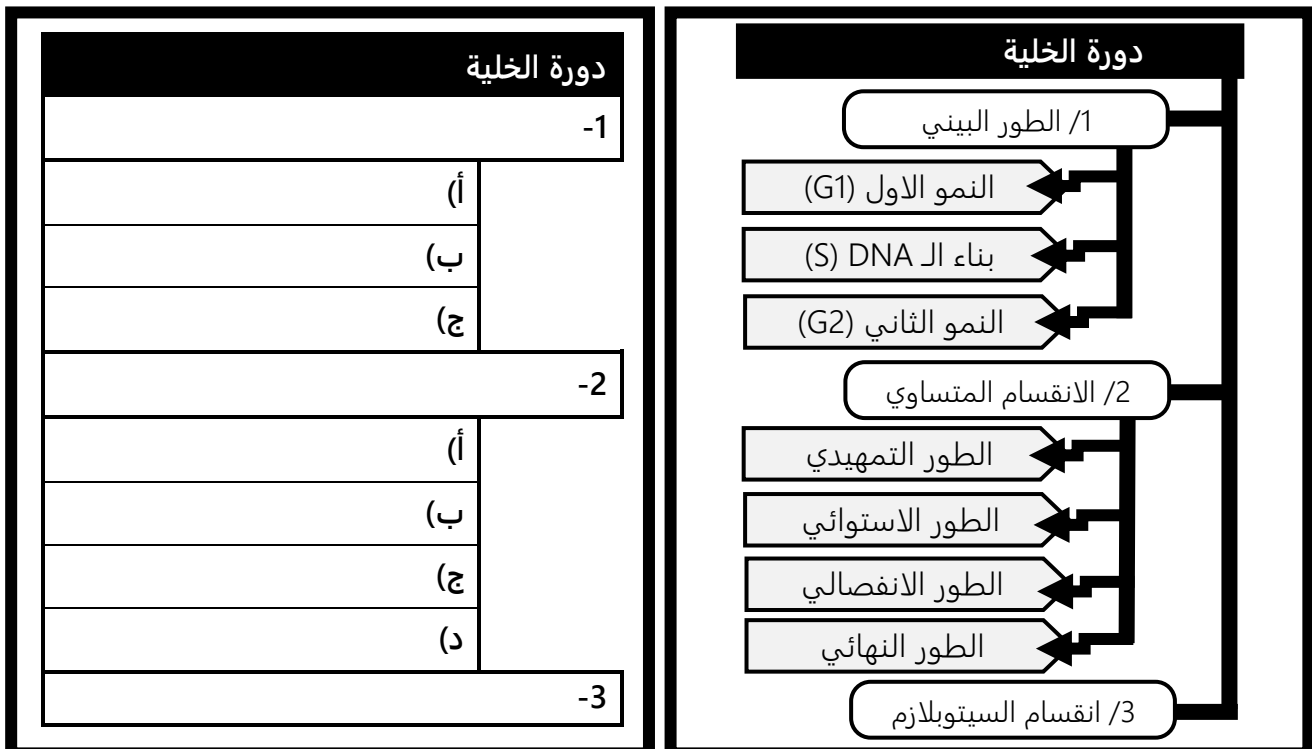 دورة الخلية
1/ الطور البيني
النمو الاول (G1)
بناء الـ DNA (S)
النمو الثاني (G2)
2/ الانقسام المتساوي
الطور التمهيدي
الطور الاستوائي
الطور الانفصالي
الطور النهائي
3/ انقسام السيتوبلازم
دورة الخلية
1-
أ)
ب)
ج)
2-
أ)
ب)
ج)
د)
3-